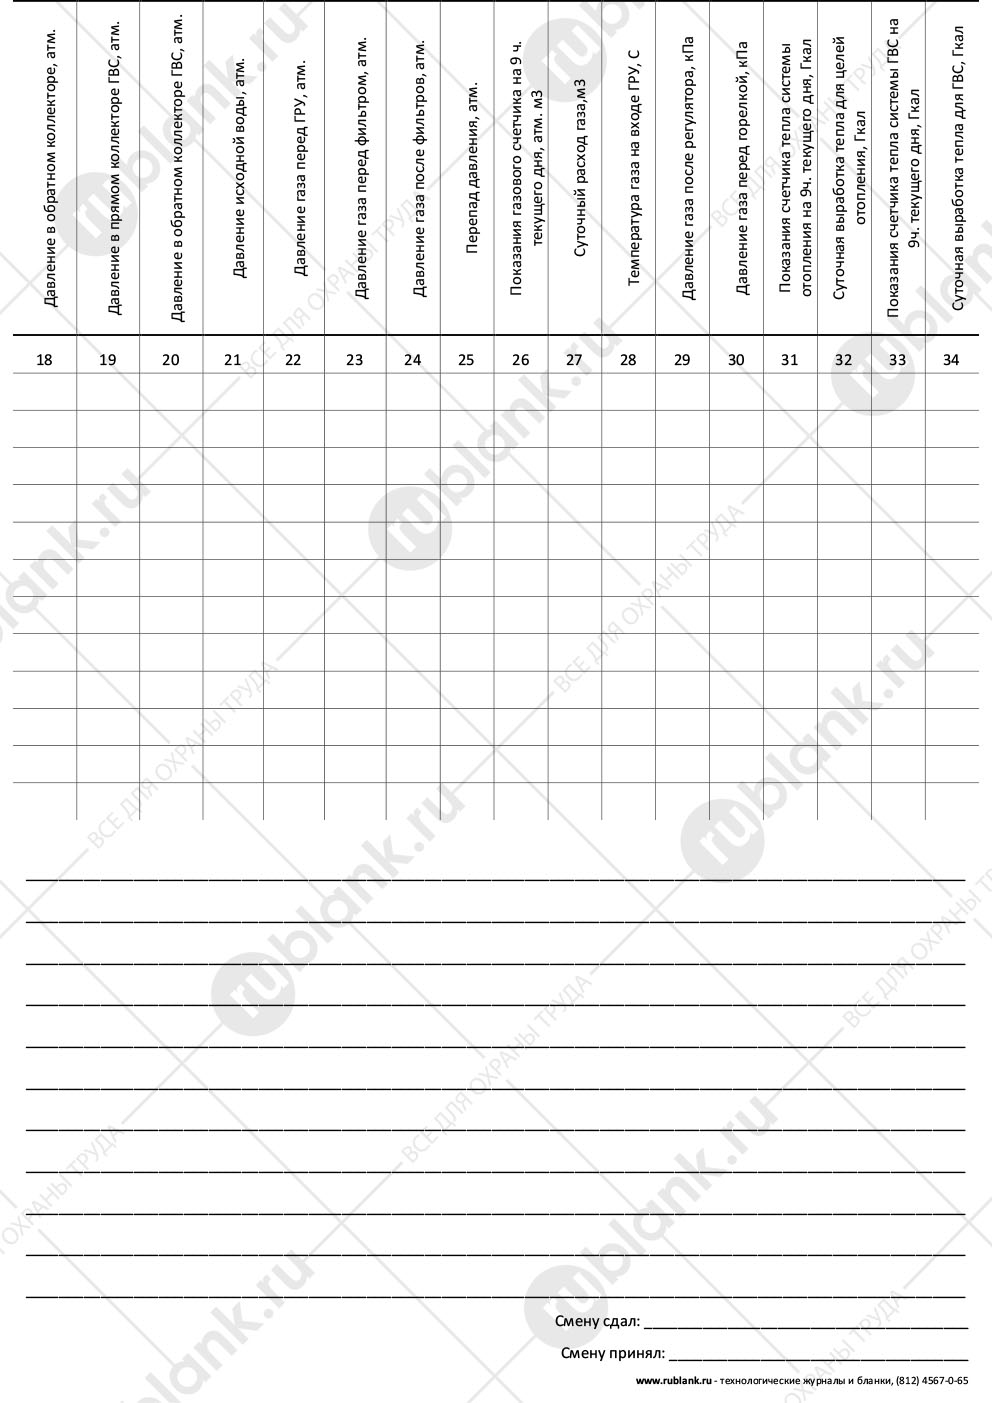 Давление в обратном коллекторе, атм.
Давление в прямом коллекторе ГВС, атм.
Давление в обратном коллекторе ГВС, атм.
Давление исходной воды, атм.
Давление газа перед ГРУ, атм.
Давление газа перед фильтром, атм.
Давление газа после фильтров, атм.
Перепад давления, атм.
Показания газового счетчика на 9 ч.
текущего дня, атм. м3
Суточный расход газа,м3
Температура газа на входе ГРУ, С
Давление газа после регулятора, кПа
Давление газа перед горелкой, кПа
Показания счетчика тепла системы
отопления на 9ч. текущего дня, Гкал
Суточная выработка тепла для целей
отопления, Гкал
Показания счетчика тепла системы ГВС на
9ч. текущего дня, Гкал
Суточная выработка тепла для ГВС, Гкал
18 19 20 21 22 23 24 25 26 27 28 29 30 31 32 33 34
Смену сдал:
Смену принял:
www.rublank.ru - технологические журналы и бланки, (812) 4567-0-65
rublank.ru
ВСЕ ДЛЯ ОХРАНЫ ТРУДА